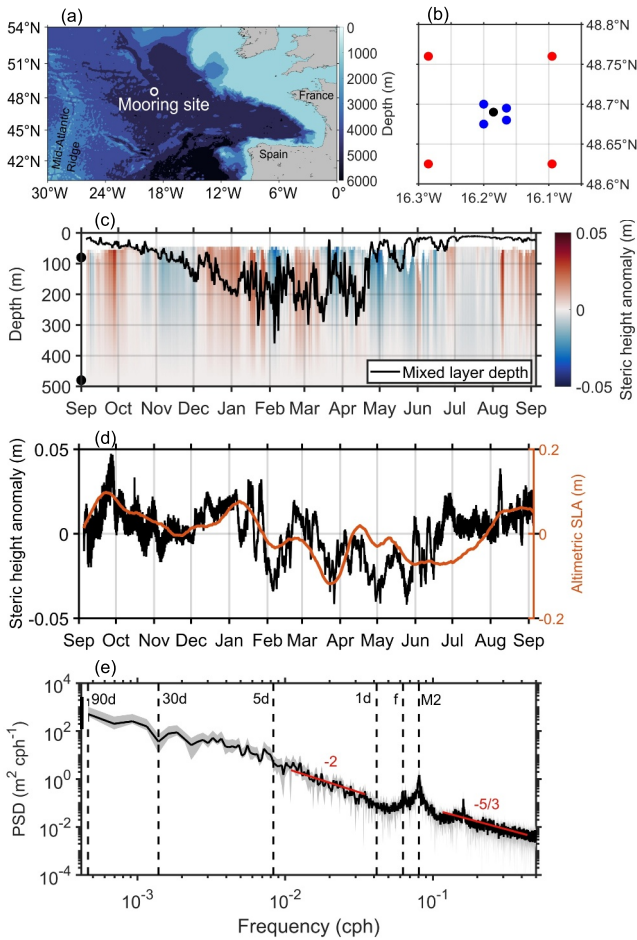 (a)
54°N
51°N
48°N
45°N
42°N
30°W 24°W 18°W 12°W 6°W 0°
Mooring site
Mid-Atlantic
Ridge
France
Spain
0
1000
2000
3000
4000
5000
6000
Depth (m)
(b)
48.8°N
48.75°N
48.7°N
48.65°N
48.6°N
16.3°W 16.2°W 16.1°W
(c)
0
100
200
300
400
500
Depth (m)
Mixed layer depth
Sep Oct Nov Dec Jan Feb Mar Apr May Jun Jul Aug Sep
0.05
0
-0.05
Steric height anomaly (m)
(d)
0.05
0
-0.05
Steric height anomaly (m)
0.2
0
-0.2
Altimetric SLA (m)
Sep Oct Nov Dec Jan Feb Mar Apr May Jun Jul Aug Sep
(e)
10^4
10^2
10^0
10^-2
10^-4
PSD (m² cph⁻¹)
90d 30d 5d 1d f M2
-2
-5/3
10^-3 10^-2 10^-1
Frequency (cph)